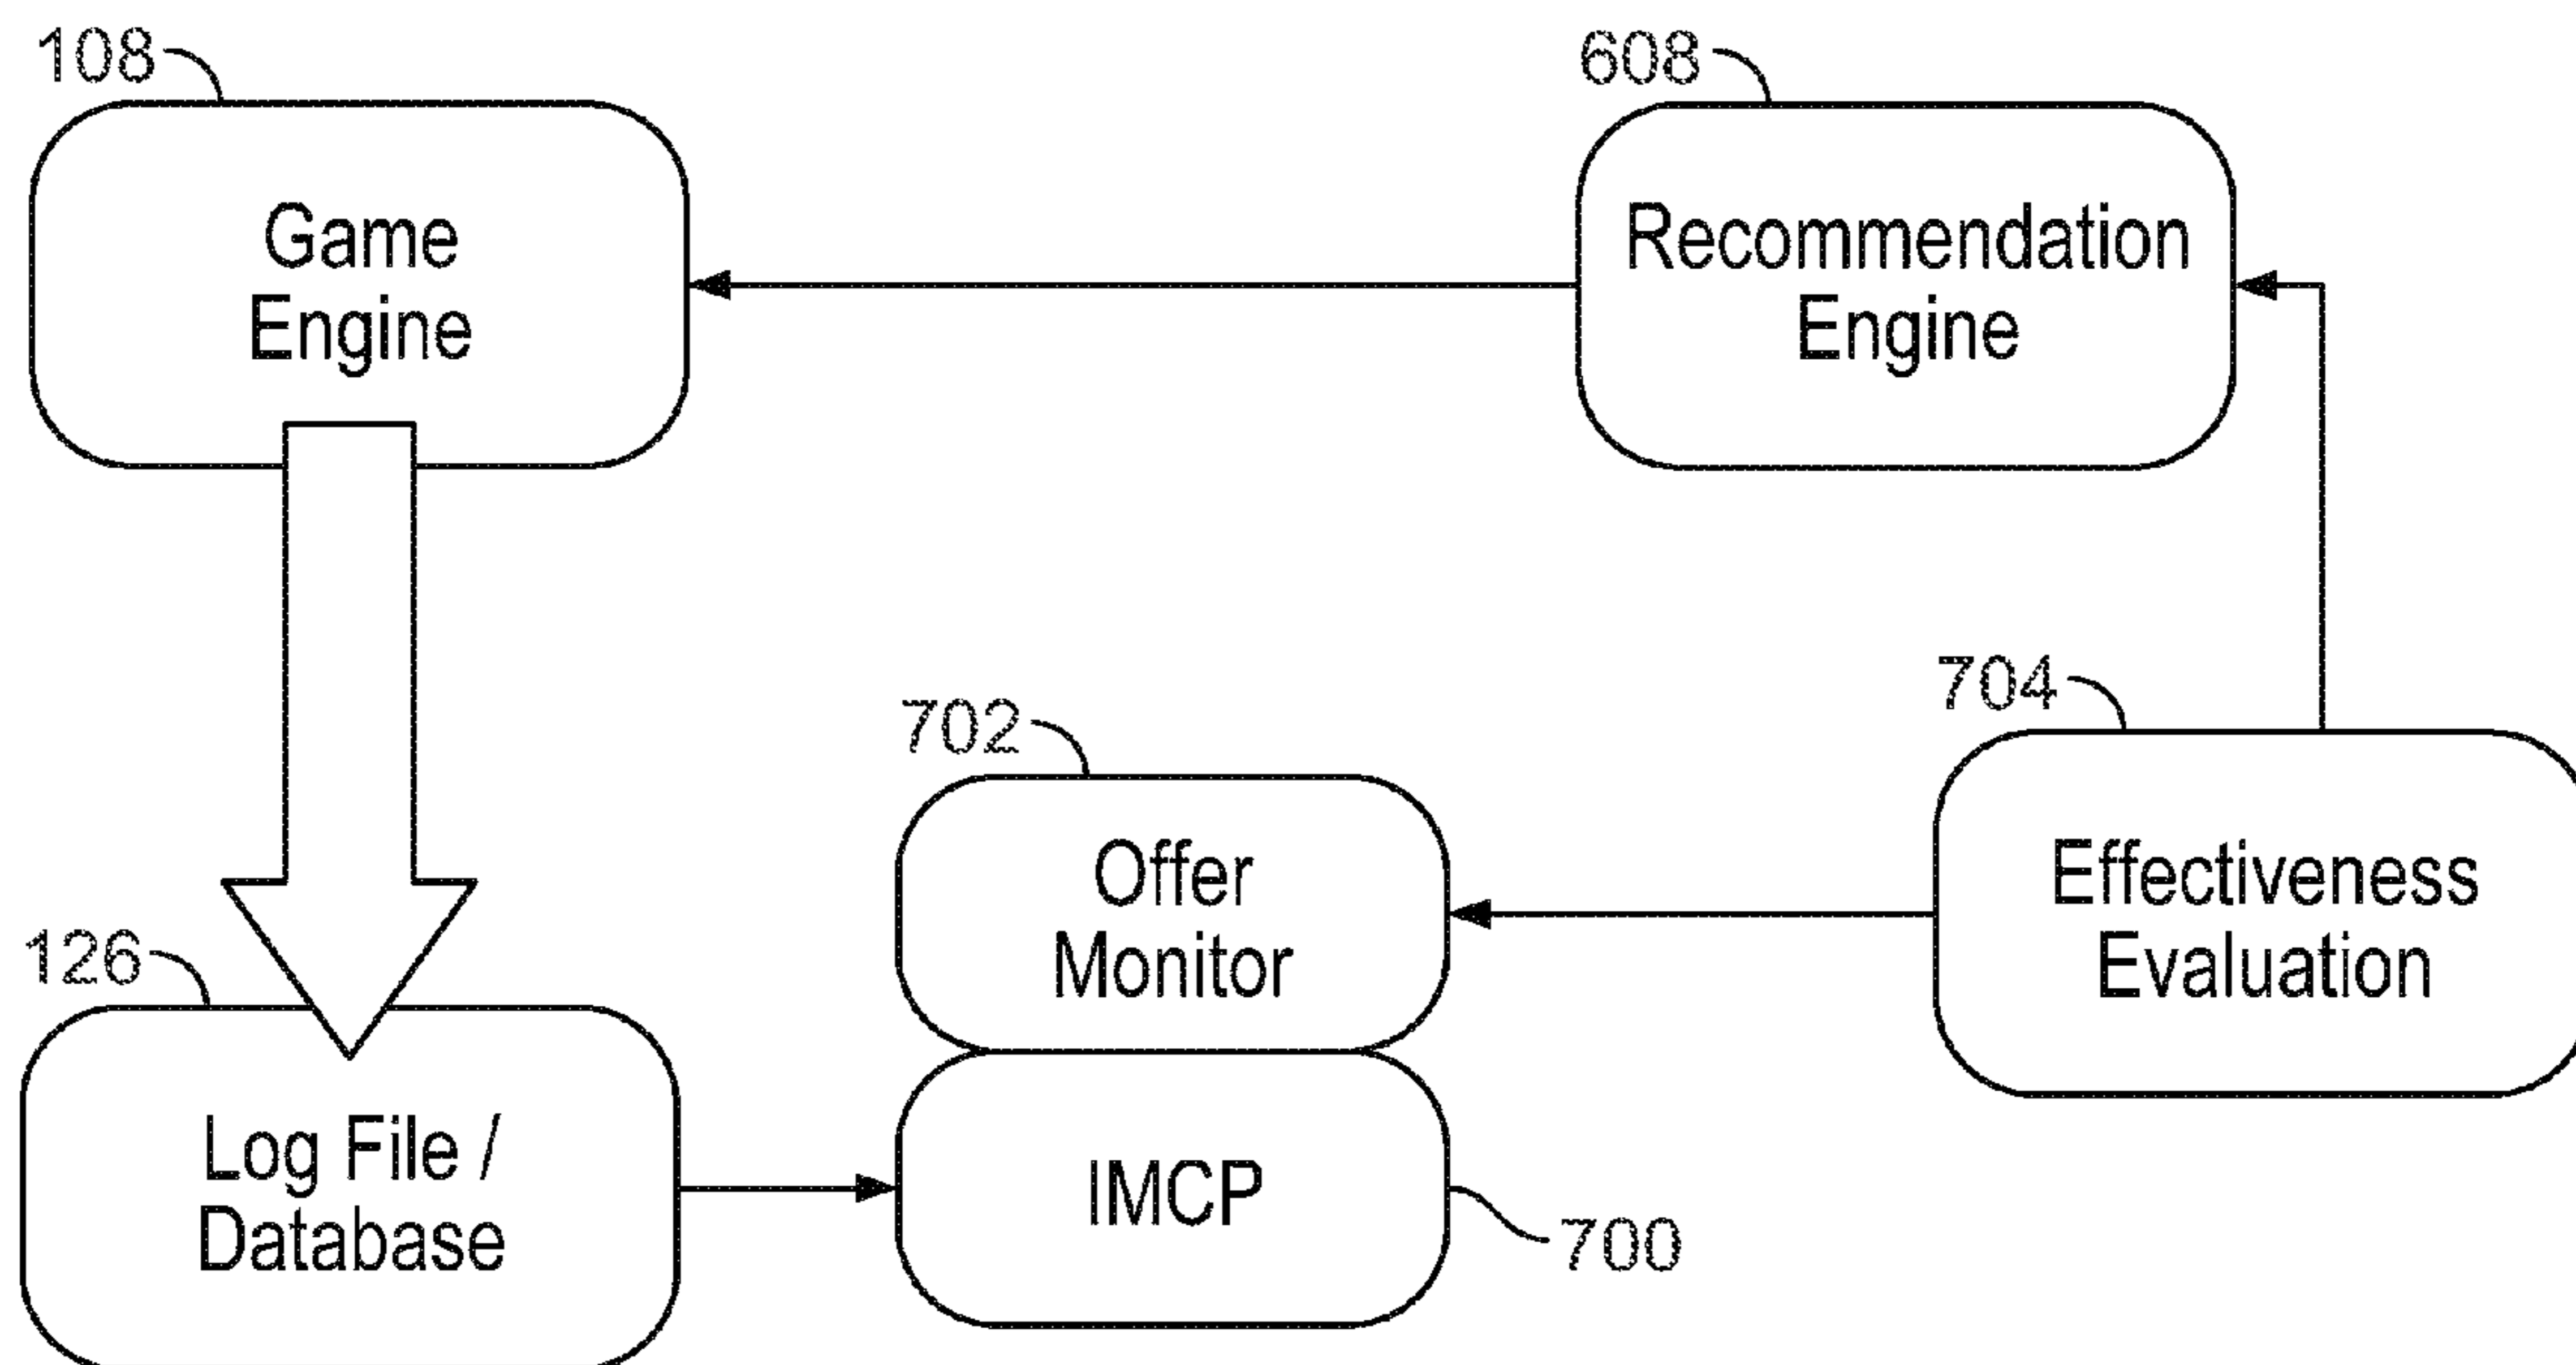 108
Game
Engine
608
Recommendation
Engine
702
Offer
Monitor
704
Effectiveness
Evaluation
126
Log File /
Database
IMCP
700